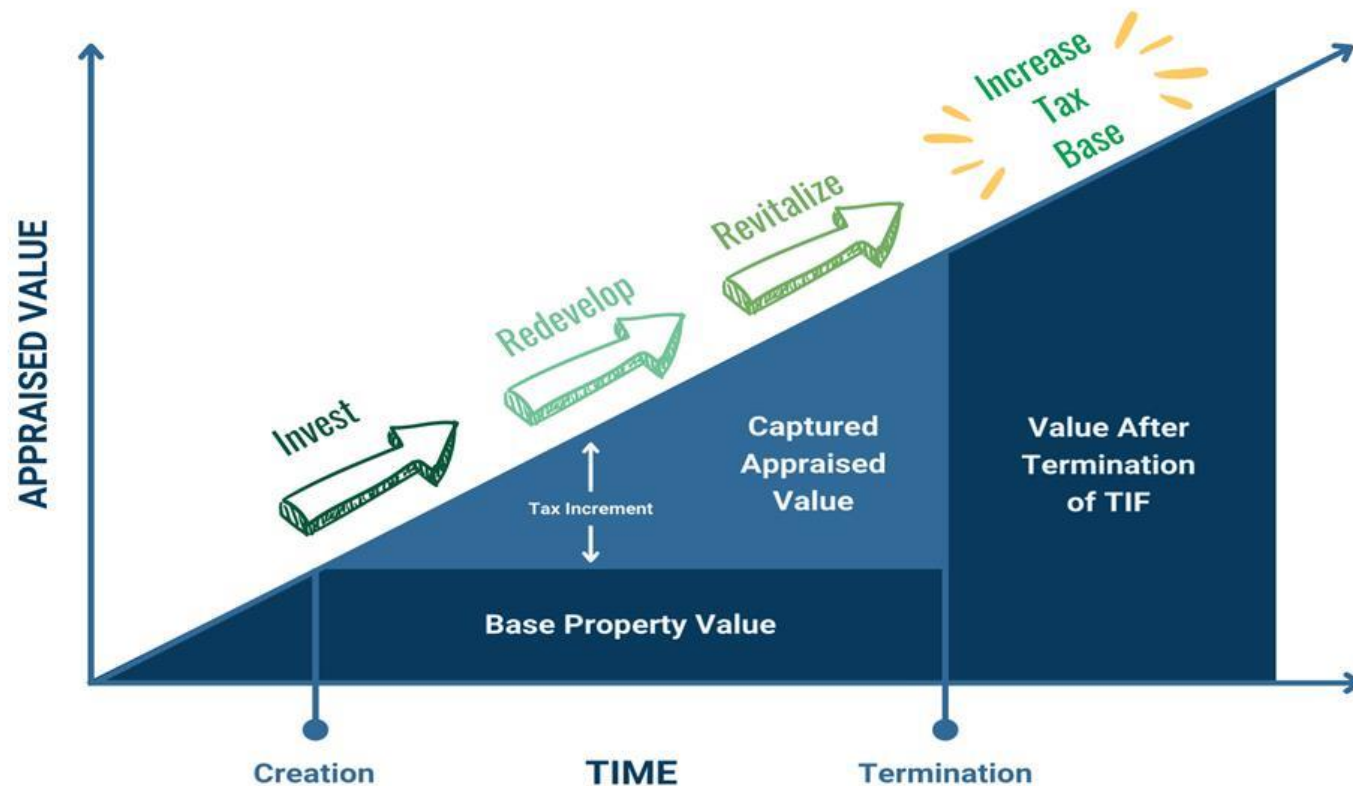 Increase
Tax
Base
Revitalize
Redevelop
Invest
APPRAISED VALUE
Captured
Appraised
Value
Tax Increment
Value After
Termination
of TIF
Base Property Value
Creation
TIME
Termination